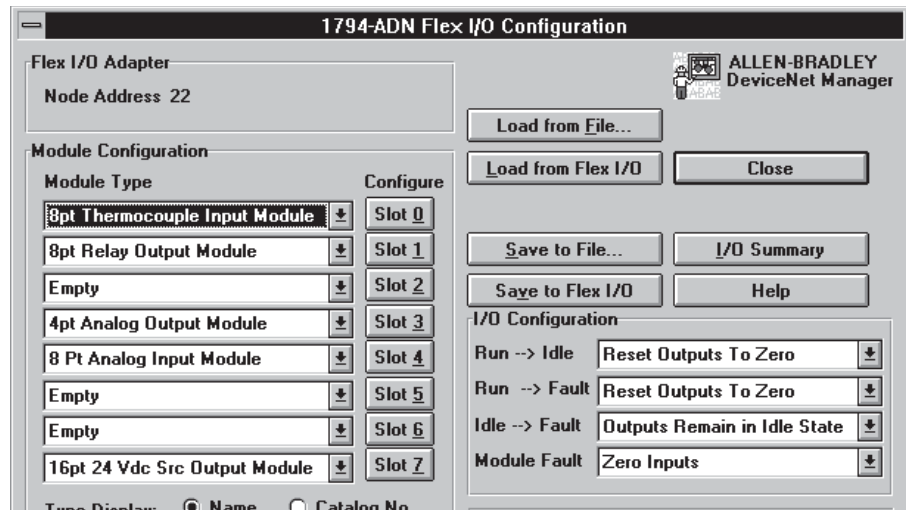 1794-ADN Flex I/O Configuration
Flex I/O Adapter
Node Address 22
ALLEN-BRADLEY
DeviceNet Manager
Load from File...
Load from Flex I/O
Close
Save to File...
I/O Summary
Save to Flex I/O
Help
Module Configuration
Module Type
Configure
8pt Thermocouple Input Module
Slot 0
8pt Relay Output Module
Slot 1
Empty
Slot 2
4pt Analog Output Module
Slot 3
8 Pt Analog Input Module
Slot 4
Empty
Slot 5
Empty
Slot 6
16pt 24 Vdc Src Output Module
Slot 7
Type Display: Name Catalog No
I/O Configuration
Run --> Idle
Reset Outputs To Zero
Run --> Fault
Reset Outputs To Zero
Idle --> Fault
Outputs Remain in Idle State
Module Fault
Zero Inputs